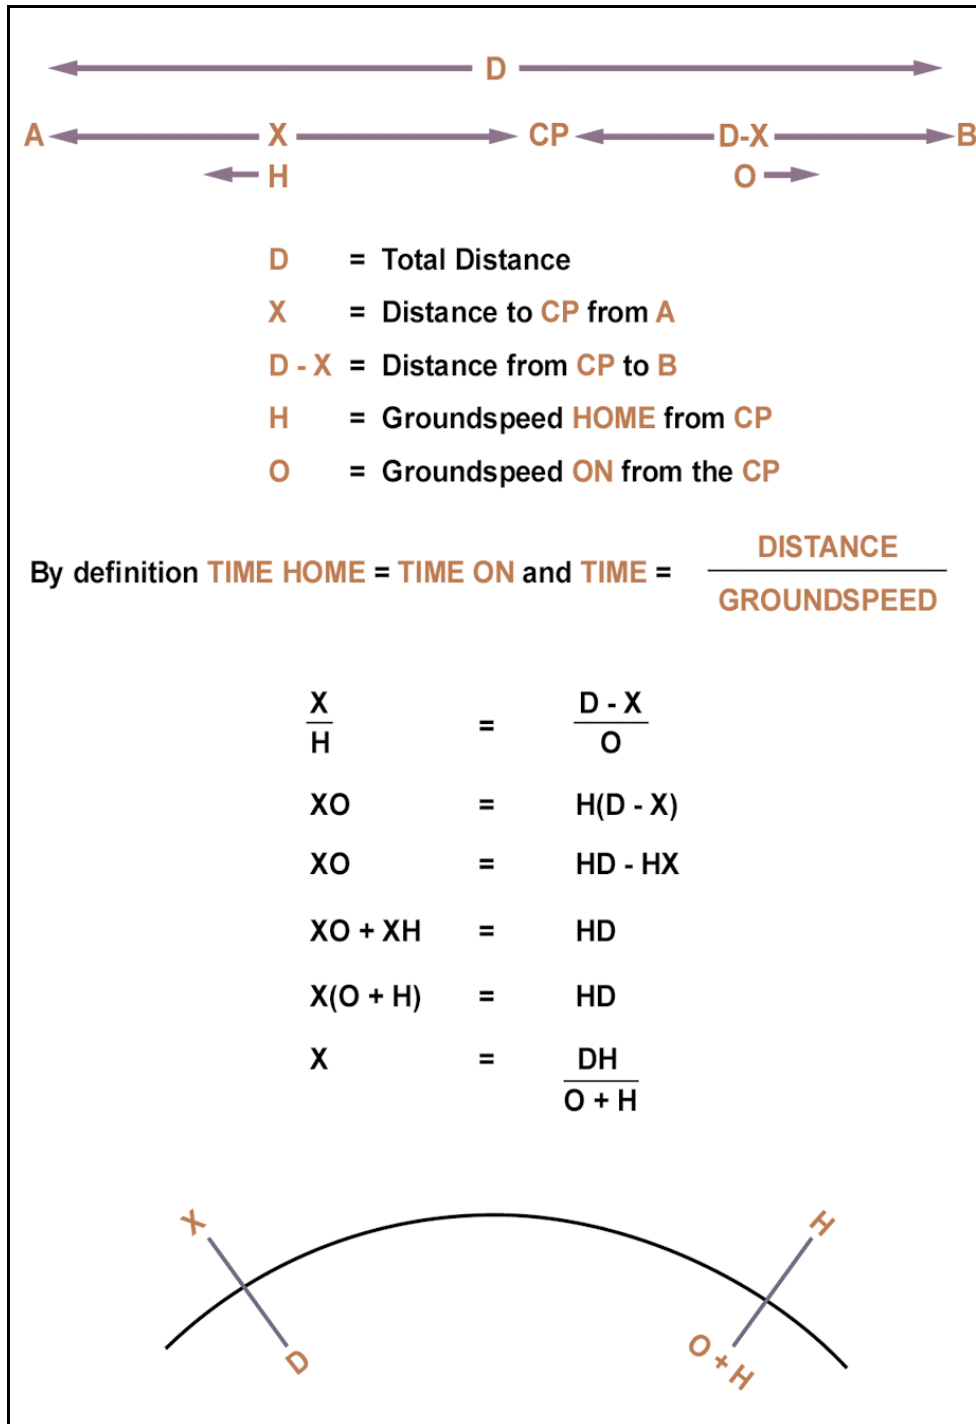 D
A X CP D-X B
H O
D = Total Distance
X = Distance to CP from A
D - X = Distance from CP to B
H = Groundspeed HOME from CP
O = Groundspeed ON from the CP
By definition TIME HOME = TIME ON and TIME = DISTANCE
GROUNDSPEED
X = D - X
H O
XO = H(D - X)
XO = HD - HX
XO + XH = HD
X(O + H) = HD
X = DH
O + H
X H
D O + H